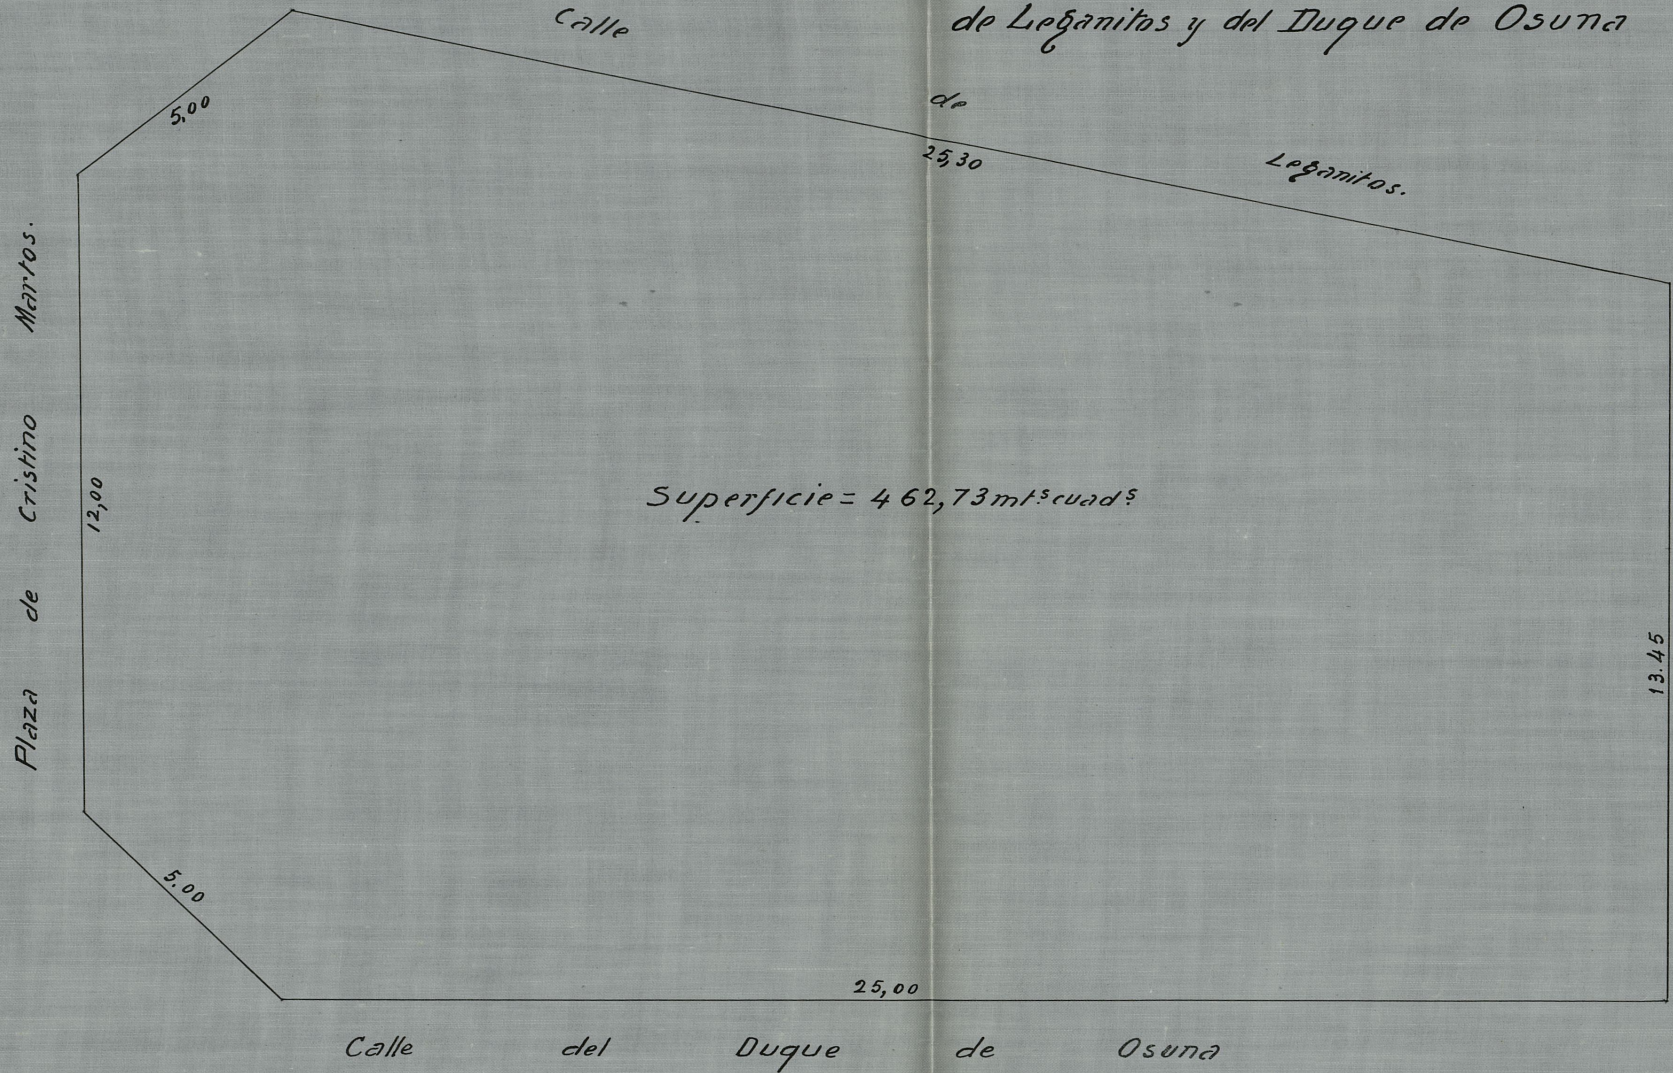 de Leganitos y del Duque de Osuna
Calle de Leganitos.
5,00
25,30
Plaza de Cristino Martos.
12,00
Superficie = 462,73 mtˢ cuadˢ
13.45
5.00
25,00
Calle del Duque de Osuna